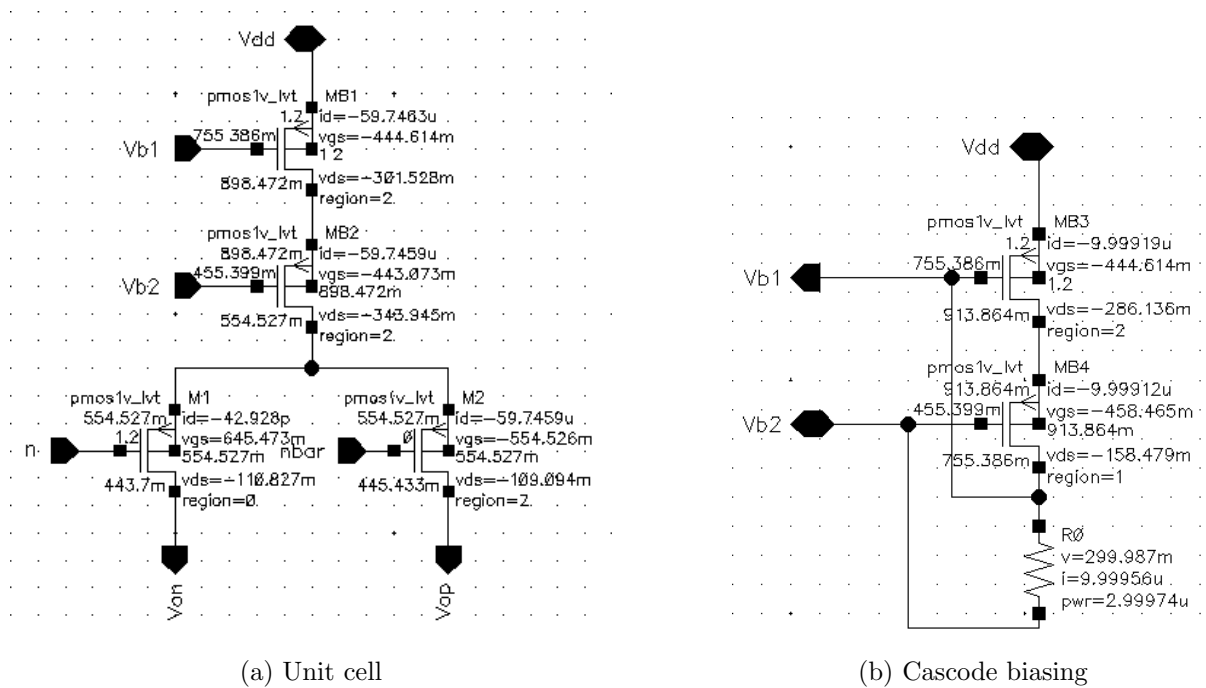 Vdd
pmos1v_lvt MB1
1.2 id=-59.7463u
755.386m vgs=-444.614m
Vb1
1.2
vds=-301.528m
898.472m
region=2
pmos1v_lvt MB2
898.472m id=-59.7459u
455.399m vgs=-443.073m
Vb2
898.472m
vds=-343.945m
554.527m
region=2
pmos1v_lvt M1
554.527m id=-42.928p
1.2 vgs=645.473m
n
554.527m
vds=-110.827m
443.7m
region=0
pmos1v_lvt M2
554.527m id=-59.7459u
0 vgs=-554.526m
nbar
554.527m
vds=-109.094m
445.433m
region=2
Von
Vop
(a) Unit cell
Vdd
pmos1v_lvt MB3
1.2 id=-9.99919u
755.386m vgs=-444.614m
Vb1
1.2
vds=-286.136m
913.864m
region=2
pmos1v_lvt MB4
913.864m id=-9.99912u
455.399m vgs=-458.465m
Vb2
913.864m
vds=-158.479m
755.386m
region=1
R0
v=299.987m
i=9.99956u
pwr=2.99974u
(b) Cascode biasing